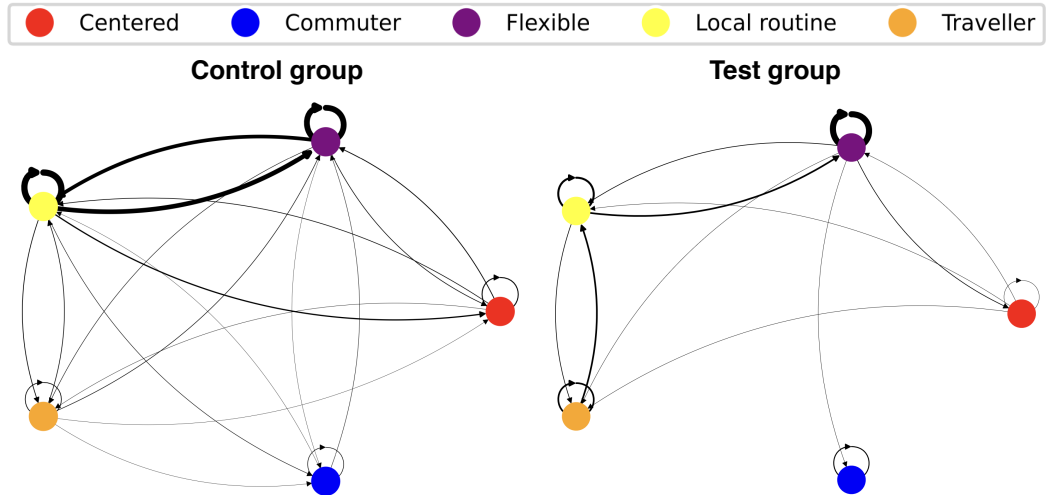 Centered Commuter Flexible Local routine Traveller
Control group Test group